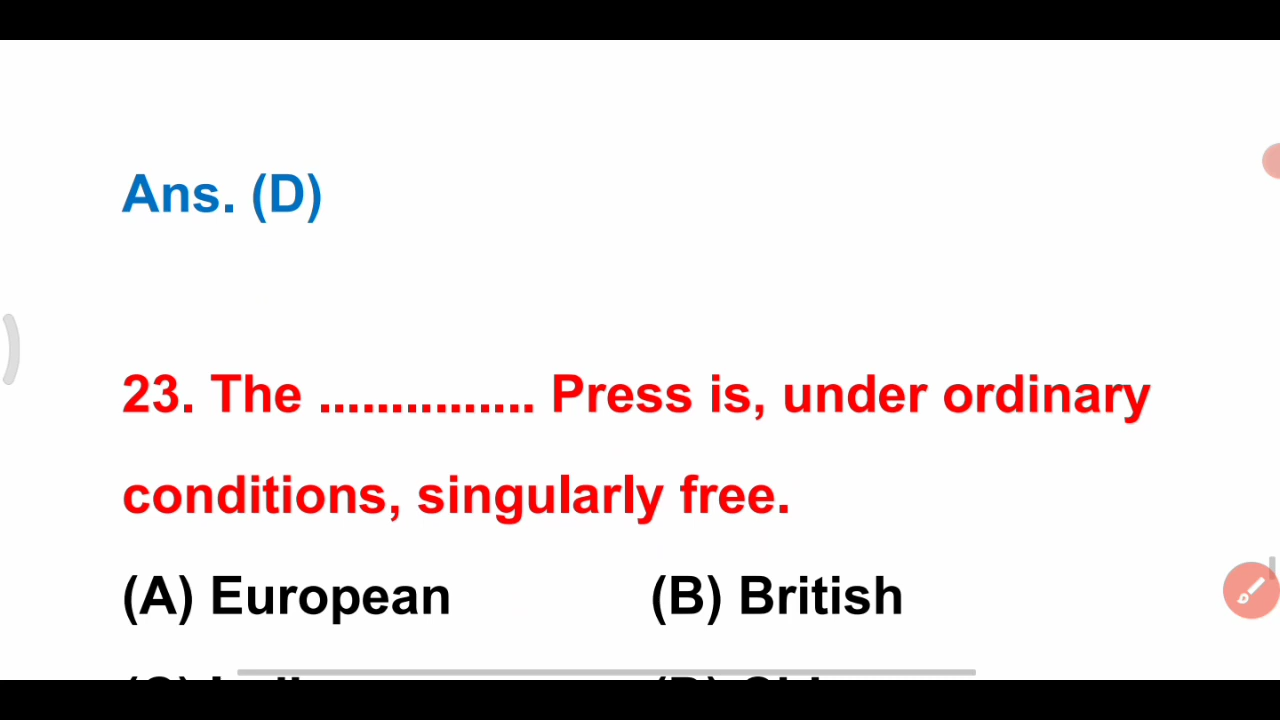 Ans. (D)
23. The ............... Press is, under ordinary
conditions, singularly free.
(A) European (B) British